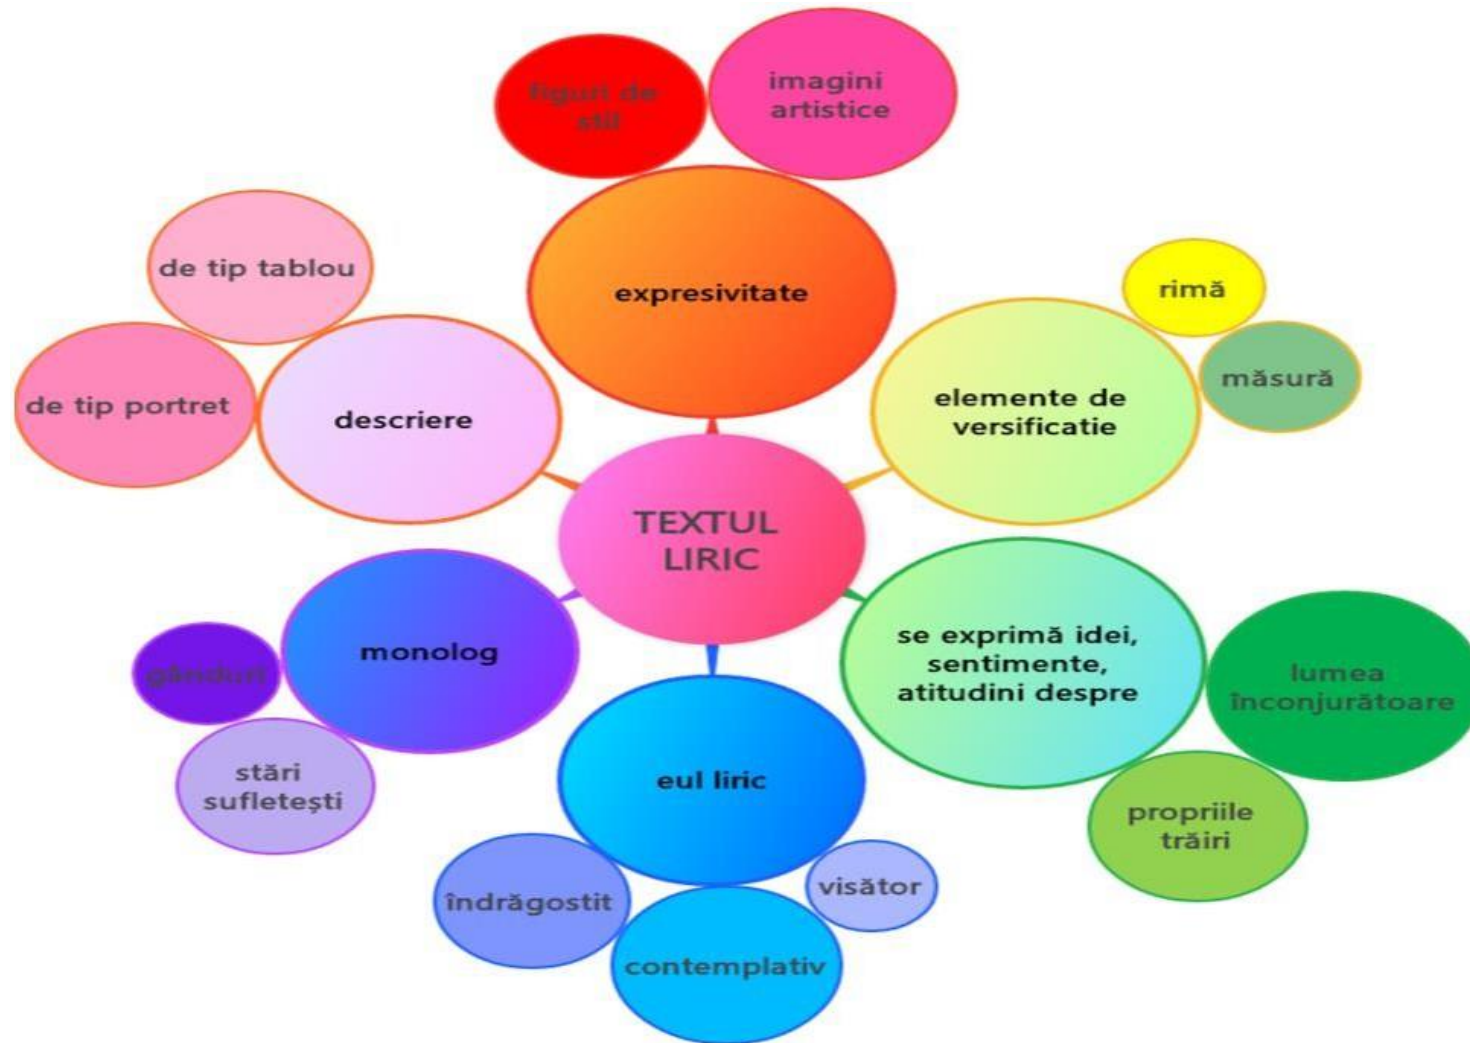 figuri de
stil
imagini
artistice
de tip tablou
de tip portret
descriere
expresivitate
rimă
măsură
elemente de
versificatie
TEXTUL
LIRIC
gânduri
stări
sufletești
monolog
se exprimă idei,
sentimente,
atitudini despre
lumea
înconjurătoare
propriile
trăiri
eul liric
îndrăgostit
contemplativ
visător